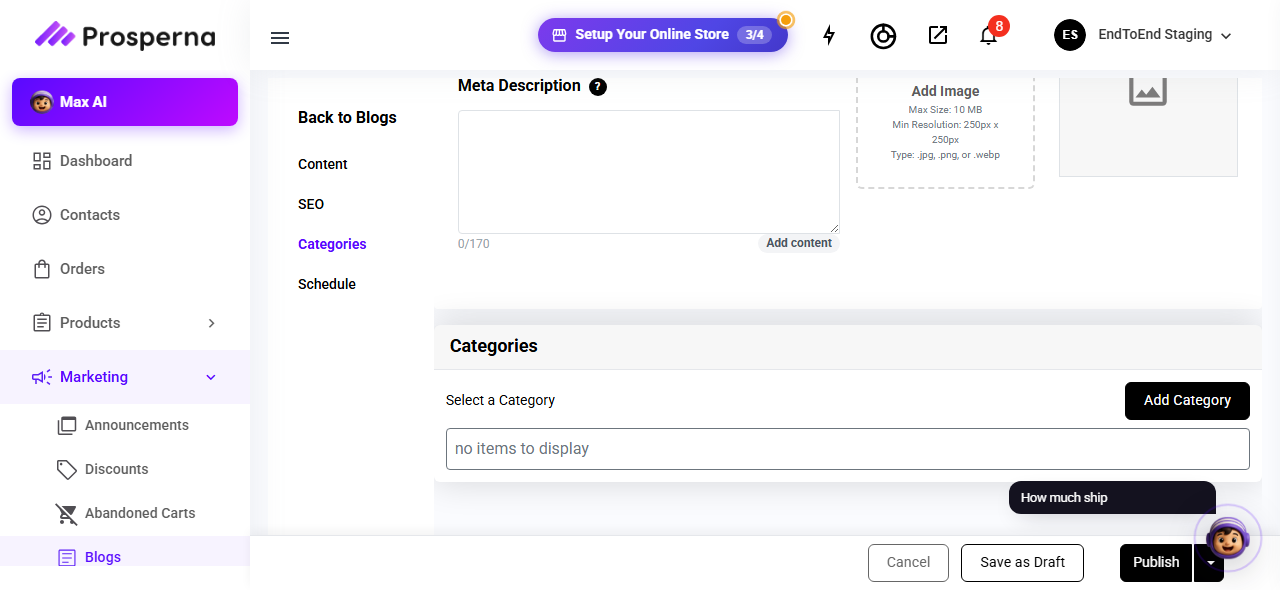 Prosperna
Setup Your Online Store 3/4
8
ES EndToEnd Staging
Max AI
Dashboard
Contacts
Orders
Products
Marketing
Announcements
Discounts
Abandoned Carts
Blogs
Back to Blogs
Content
SEO
Categories
Schedule
Meta Description ?
0/170
Add content
Add Image
Max Size: 10 MB
Min Resolution: 250px x
250px
Type: .jpg, .png, or .webp
Categories
Select a Category
Add Category
no items to display
How much ship
Cancel
Save as Draft
Publish